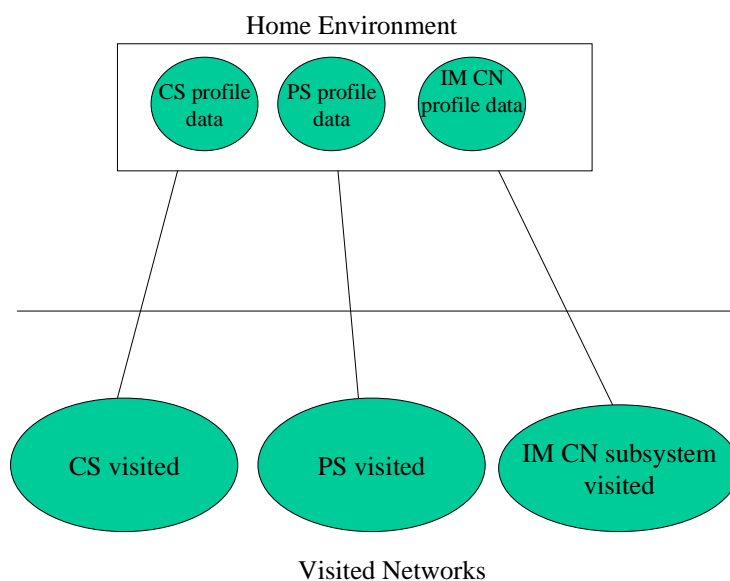 Home Environment
CS profile
data
PS profile
data
IM CN
profile data
CS visited
PS visited
IM CN subsystem
visited
Visited Networks